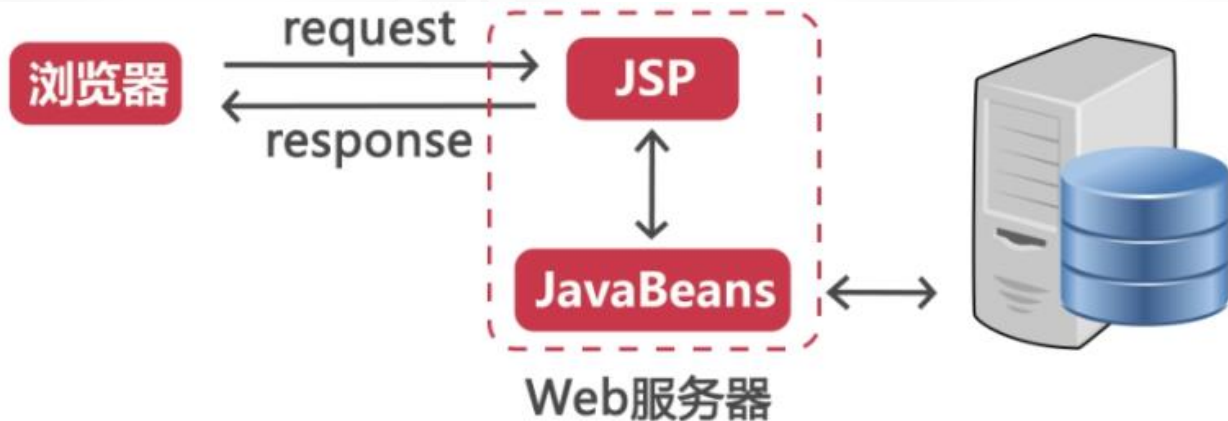 request
浏览器
JSP
response
JavaBeans
Web服务器